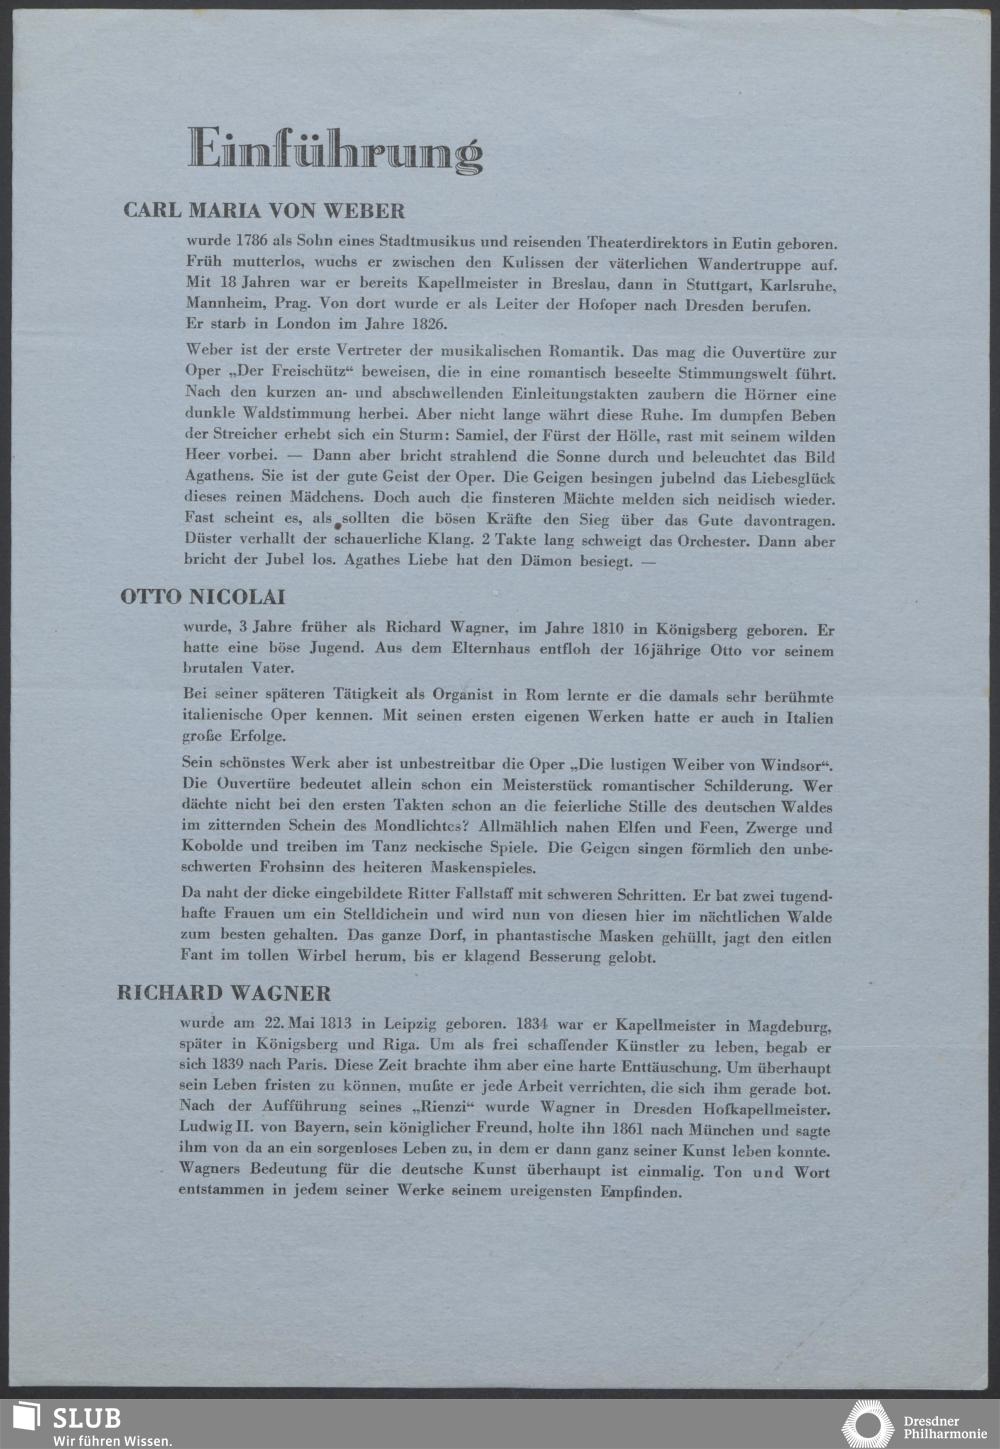 Einführung
CARL MARIA VON WEBER
wurde 1786 als Sohn eines Stadtmusikus und reisenden Theaterdirektors in Eutin geboren.
Früh mutterlos, wuchs er zwischen den Kulissen der väterlichen Wandertruppe auf.
Mit 18 Jahren war er bereits Kapellmeister in Breslau, dann in Stuttgart, Karlsruhe,
Mannheim, Prag. Von dort wurde er als Leiter der Hofoper nach Dresden berufen.
Er starb in London im Jahre 1826.
Weber ist der erste Vertreter der musikalischen Romantik. Das mag die Ouvertüre zur
Oper „Der Freischütz“ beweisen, die in eine romantisch beseelte Stimmungswelt führt.
Nach den kurzen an- und abschwellenden Einleitungstakten zaubern die Hörner eine
dunkle Waldstimmung herbei. Aber nicht lange währt diese Ruhe. Im dumpfen Beben
der Streicher erhebt sich ein Sturm: Samiel, der Fürst der Hölle, rast mit seinem wilden
Heer vorbei. — Dann aber bricht strahlend die Sonne durch und beleuchtet das Bild
Agathens. Sie ist der gute Geist der Oper. Die Geigen besingen jubelnd das Liebesglück
dieses reinen Mädchens. Doch auch die finsteren Mächte melden sich neidisch wieder.
Fast scheint es, als sollten die bösen Kräfte den Sieg über das Gute davontragen.
Düster verhallt der schauerliche Klang. 2 Takte lang schweigt das Orchester. Dann aber
bricht der Jubel los. Agathes Liebe hat den Dämon besiegt. —
OTTO NICOLAI
wurde, 3 Jahre früher als Richard Wagner, im Jahre 1810 in Königsberg geboren. Er
hatte eine böse Jugend. Aus dem Elternhaus entfloh der 16jährige Otto vor seinem
brutalen Vater.
Bei seiner späteren Tätigkeit als Organist in Rom lernte er die damals sehr berühmte
italienische Oper kennen. Mit seinen ersten eigenen Werken hatte er auch in Italien
große Erfolge.
Sein schönstes Werk aber ist unbestreitbar die Oper „Die lustigen Weiber von Windsor“.
Die Ouvertüre bedeutet allein schon ein Meisterstück romantischer Schilderung. Wer
dächte nicht bei den ersten Takten schon an die feierliche Stille des deutschen Waldes
im zitternden Schein des Mondlichtes? Allmählich nahen Elfen und Feen, Zwerge und
Kobolde und treiben im Tanz neckische Spiele. Die Geigen singen förmlich den unbe-
schwerten Frohsinn des heiteren Maskenspieles.
Da naht der dicke eingebildete Ritter Fallstaff mit schweren Schritten. Er bat zwei tugend-
hafte Frauen um ein Stelldichein und wird nun von diesen hier im nächtlichen Walde
zum besten gehalten. Das ganze Dorf, in phantastische Masken gehüllt, jagt den eitlen
Fant im tollen Wirbel herum, bis er klagend Besserung gelobt.
RICHARD WAGNER
wurde am 22. Mai 1813 in Leipzig geboren. 1834 war er Kapellmeister in Magdeburg,
später in Königsberg und Riga. Um als frei schaffender Künstler zu leben, begab er
sich 1839 nach Paris. Diese Zeit brachte ihm aber eine harte Enttäuschung. Um überhaupt
sein Leben fristen zu können, mußte er jede Arbeit verrichten, die sich ihm gerade bot.
Nach der Aufführung seines „Rienzi“ wurde Wagner in Dresden Hofkapellmeister.
Ludwig II. von Bayern, sein königlicher Freund, holte ihn 1861 nach München und sagte
ihm von da an ein sorgenloses Leben zu, in dem er dann ganz seiner Kunst leben konnte.
Wagners Bedeutung für die deutsche Kunst überhaupt ist einmalig. Ton und Wort
entstammen in jedem seiner Werke seinem ureigensten Empfinden.
SLUB
Wir führen Wissen.
Dresdner
Philharmonie